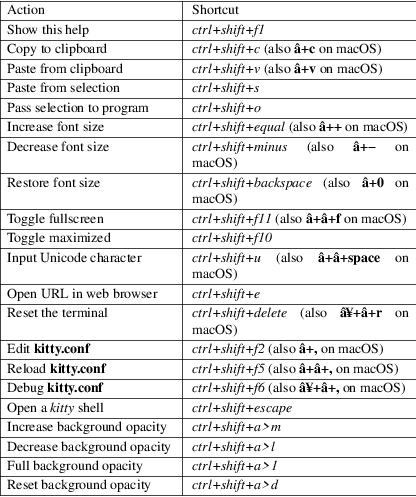 Action Shortcut
Show this help ctrl+shift+f1
Copy to clipboard ctrl+shift+c (also â+c on macOS)
Paste from clipboard ctrl+shift+v (also â+v on macOS)
Paste from selection ctrl+shift+s
Pass selection to program ctrl+shift+o
Increase font size ctrl+shift+equal (also â++ on macOS)
Decrease font size ctrl+shift+minus (also â+− on
macOS)
Restore font size ctrl+shift+backspace (also â+0 on
macOS)
Toggle fullscreen ctrl+shift+f11 (also â+â+f on macOS)
Toggle maximized ctrl+shift+f10
Input Unicode character ctrl+shift+u (also â+â+space on
macOS)
Open URL in web browser ctrl+shift+e
Reset the terminal ctrl+shift+delete (also â¥+â+r on
macOS)
Edit kitty.conf ctrl+shift+f2 (also â+, on macOS)
Reload kitty.conf ctrl+shift+f5 (also â+â+, on macOS)
Debug kitty.conf ctrl+shift+f6 (also â¥+â+, on macOS)
Open a kitty shell ctrl+shift+escape
Increase background opacity ctrl+shift+a>m
Decrease background opacity ctrl+shift+a>l
Full background opacity ctrl+shift+a>1
Reset background opacity ctrl+shift+a>d